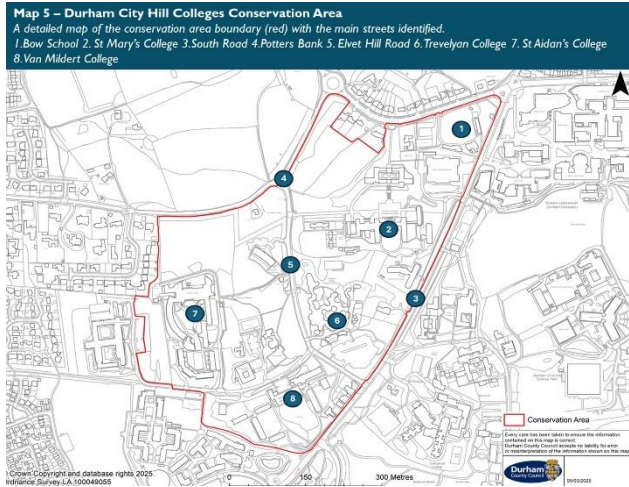 Map 5 – Durham City Hill Colleges Conservation Area
A detailed map of the conservation area boundary (red) with the main streets identified.
1.Bow School 2. St Mary's College 3.South Road 4.Potters Bank 5. Elvet Hill Road 6.Trevelyan College 7. St Aidan's College
8.Van Mildert College
1
4
2
5
3
7
6
8
Conservation Area
Every care has been taken to ensure the information
contained on this map is correct.
Durham County Council accepts no liability for error
or misinterpretation of the information shown on this map
Crown Copyright and database rights 2025.
rdnance Survey LA 100049055
0 150 300 Metres
Durham
County Council